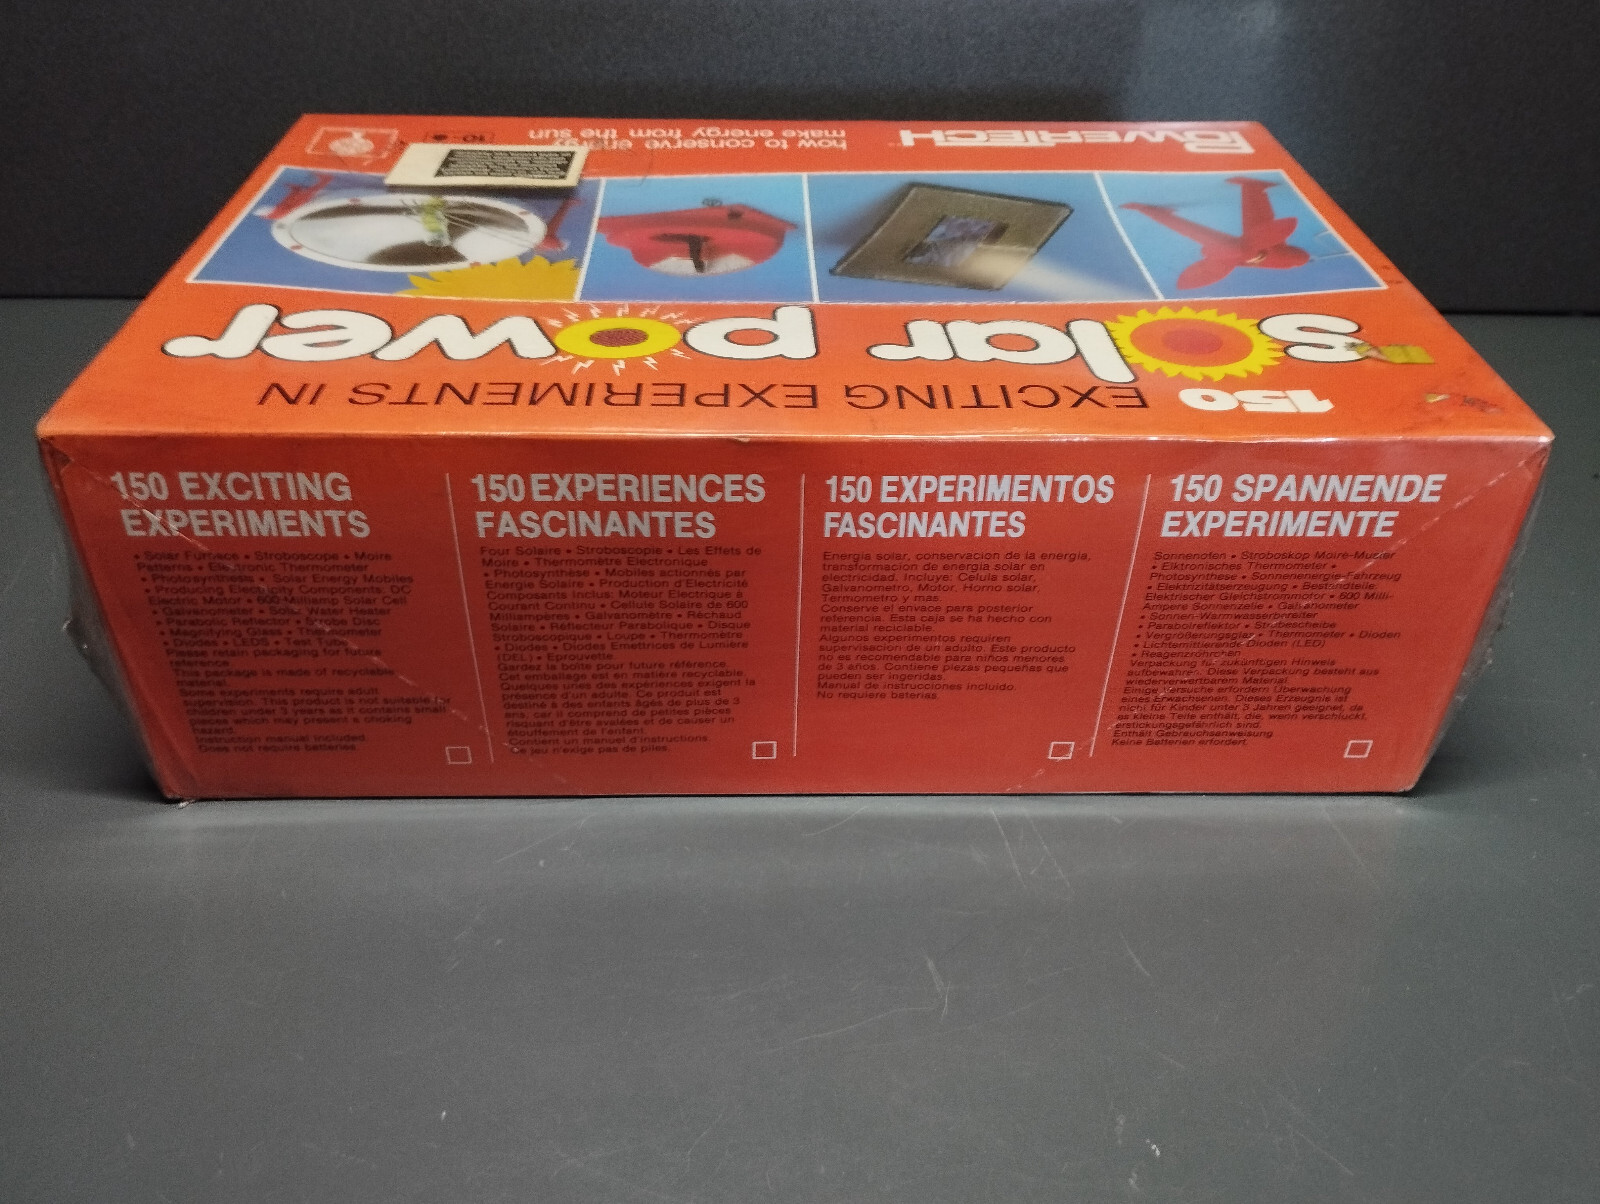 POWERTECH
how to conserve energy
make energy from the sun
150
EXCITING EXPERIMENTS IN
solar power
150 EXCITING
EXPERIMENTS
• Solar Furnace • Stroboscope • Moire
Patterns • Electronic Thermometer
• Photosynthesis • Solar Energy Mobiles
• Producing Electricity Components: DC
Electric Motor • 600 Milliamp Solar Cell
• Galvanometer • Solar Water Heater
• Parabolic Reflector • Strobe Disc
• Magnifying Glass • Thermometer
• Diodes • LEDS • Test Tube
Please retain packaging for future
reference.
This package is made of recyclable
material.
Some experiments require adult
supervision. This product is not suitable for
children under 3 years as it contains small
pieces which may present a choking
hazard.
Instruction manual included.
Does not require batteries.
150 EXPERIENCES
FASCINANTES
Four Solaire • Stroboscopie • Les Effets de
Moire • Thermomètre Electronique
• Photosynthèse • Mobiles actionnés par
Energie Solaire • Production d'Electricité
Composants Inclus: Moteur Electrique à
Courant Continu • Cellule Solaire de 600
Milliampères • Galvanomètre • Réchaud
Solaire • Réflecteur Parabolique • Disque
Stroboscopique • Loupe • Thermomètre
• Diodes • Diodes Emettrices de Lumière
(DEL) • Eprouvette
Gardez la boîte pour future référence.
Cet emballage est en matière recyclable.
Quelques unes des expériences exigent la
présence d'un adulte. Ce produit est
destiné à des enfants âgés de plus de 3
ans, car il comprend de petites pièces
risquant d'être avalées et de causer un
étouffement de l'enfant.
Contient un manuel d'instructions.
Ce jeu n'exige pas de piles.
150 EXPERIMENTOS
FASCINANTES
Energia solar, conservacion de la energia,
transformacion de energia solar en
electricidad. Incluye: Celula solar,
Galvanometro, Motor, Horno solar,
Termometro y mas.
Conserve el envace para posterior
referencia. Esta caja se ha hecho con
material reciclable.
Algunos experimentos requiren
supervisacion de un adulto. Este producto
no es recomendable para niños menores
de 3 años. Contiene piezas pequeñas que
pueden ser ingeridas.
Manual de instrucciones incluido.
No requiere baterias.
150 SPANNENDE
EXPERIMENTE
Sonnenofen • Stroboskop Moire-Muster
• Elktronisches Thermometer •
Photosynthese • Sonnenenergie-Fahrzeug
• Elektrizitätserzeugung • Bestandteile
Elektrischer Gleichstrommotor • 600 Milli-
Ampere Sonnenzelle • Galvanometer
• Sonnen-Warmwasserbreiter
• Parabolreflektor • Strobescheibe
• Vergrößerungsglas • Thermometer • Dioden
• Lichtemittierende Dioden (LED)
• Reagenzröhrchen
Verpackung für zukünftigen Hinweis
aufbewahren. Diese Verpackung besteht aus
wiederverwertbarem Material.
Einige Versuche erfordern Überwachung
eines Erwachsenen. Dieses Erzeugnis ist
nicht für Kinder unter 3 Jahren geeignet, da
es kleine Teile enthält, die, wenn verschluckt,
erstickungsgefährlich sind.
Enthält Gebrauchsanweisung
Keine Batterien erfordert.